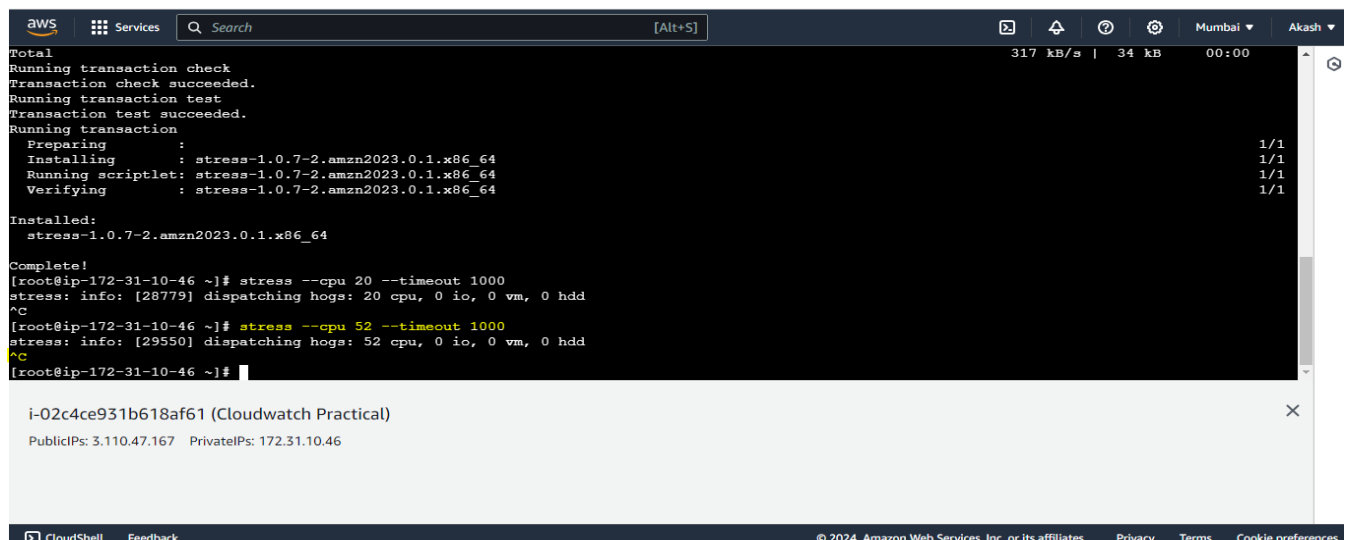 aws Services Search [Alt+S] Mumbai ▼ Akash ▼
Total 317 kB/s | 34 kB 00:00
Running transaction check
Transaction check succeeded.
Running transaction test
Transaction test succeeded.
Running transaction
Preparing : 1/1
Installing : stress-1.0.7-2.amzn2023.0.1.x86_64 1/1
Running scriptlet: stress-1.0.7-2.amzn2023.0.1.x86_64 1/1
Verifying : stress-1.0.7-2.amzn2023.0.1.x86_64 1/1
Installed:
stress-1.0.7-2.amzn2023.0.1.x86_64
Complete!
[root@ip-172-31-10-46 ~]# stress --cpu 20 --timeout 1000
stress: info: [28779] dispatching hogs: 20 cpu, 0 io, 0 vm, 0 hdd
^C
[root@ip-172-31-10-46 ~]# stress --cpu 52 --timeout 1000
stress: info: [29550] dispatching hogs: 52 cpu, 0 io, 0 vm, 0 hdd
^C
[root@ip-172-31-10-46 ~]#
i-02c4ce931b618af61 (Cloudwatch Practical)
PublicIPs: 3.110.47.167 PrivateIPs: 172.31.10.46
CloudShell Feedback © 2024, Amazon Web Services, Inc. or its affiliates. Privacy Terms Cookie preferences